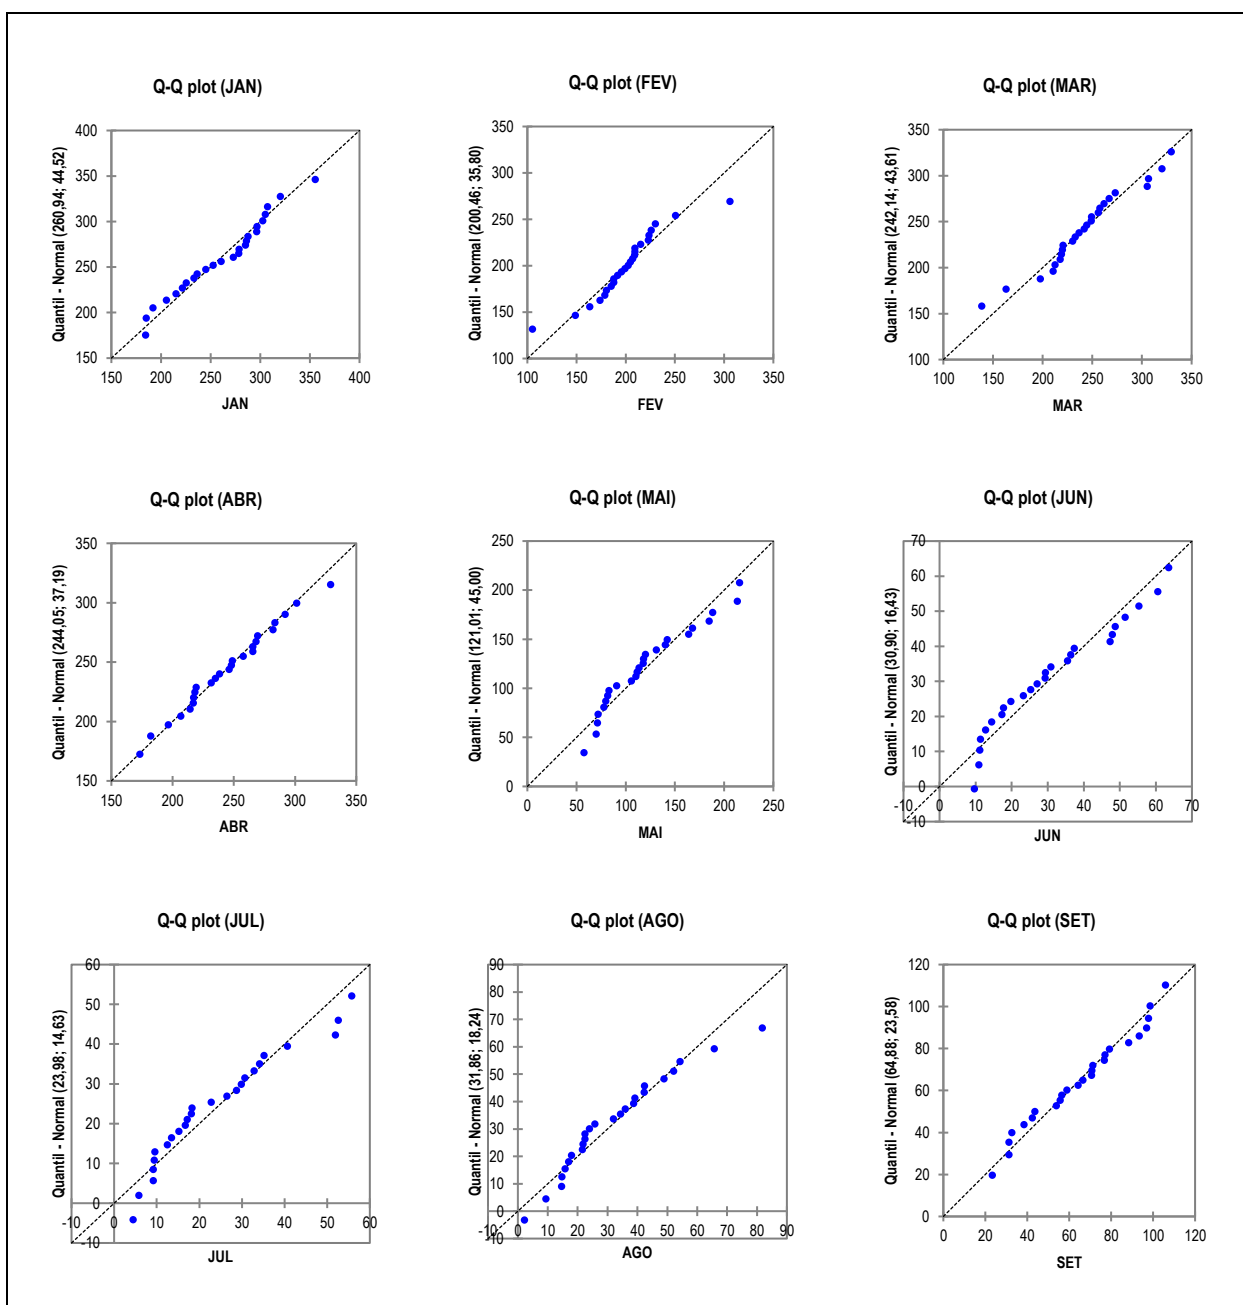 Q-Q plot (JAN)
Quantil - Normal (260,94; 44,52)
400
350
300
250
200
150
150 200 250 300 350 400
JAN
Q-Q plot (FEV)
Quantil - Normal (200,46; 35,80)
350
300
250
200
150
100
100 150 200 250 300 350
FEV
Q-Q plot (MAR)
Quantil - Normal (242,14; 43,61)
350
300
250
200
150
100
100 150 200 250 300 350
MAR
Q-Q plot (ABR)
Quantil - Normal (244,05; 37,19)
350
300
250
200
150
150 200 250 300 350
ABR
Q-Q plot (MAI)
Quantil - Normal (121,01; 45,00)
250
200
150
100
50
0
0 50 100 150 200 250
MAI
Q-Q plot (JUN)
Quantil - Normal (30,90; 16,43)
70
60
50
40
30
20
10
0
-10
-10 0 10 20 30 40 50 60 70
JUN
Q-Q plot (JUL)
Quantil - Normal (23,98; 14,63)
60
50
40
30
20
10
0
-10
-10 0 10 20 30 40 50 60
JUL
Q-Q plot (AGO)
Quantil - Normal (31,86; 18,24)
90
80
70
60
50
40
30
20
10
0
-10
-10 0 10 20 30 40 50 60 70 80 90
AGO
Q-Q plot (SET)
Quantil - Normal (64,88; 23,58)
120
100
80
60
40
20
0
0 20 40 60 80 100 120
SET